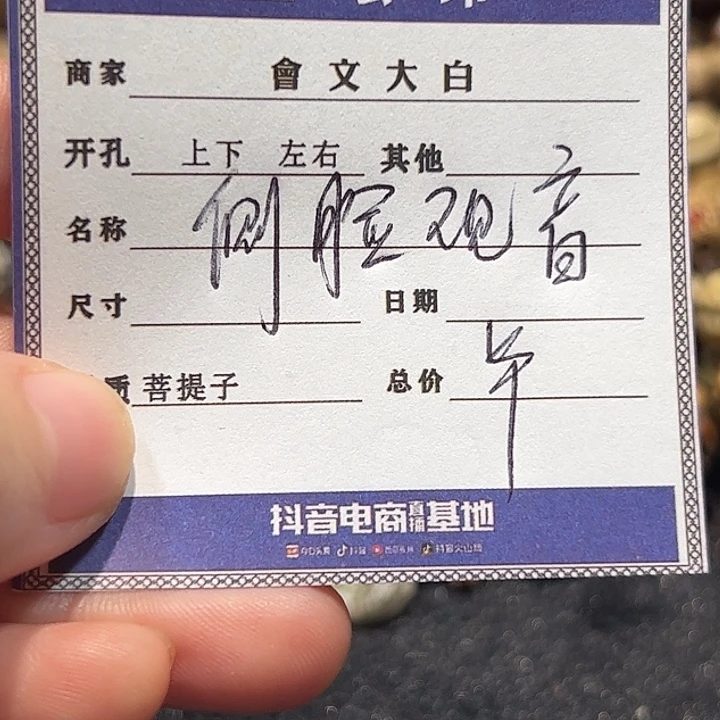 商家 會文大白
开孔 上下 左右 其他
名称 侧脸观音
尺寸 日期
质 菩提子 总价
抖音电商直播基地